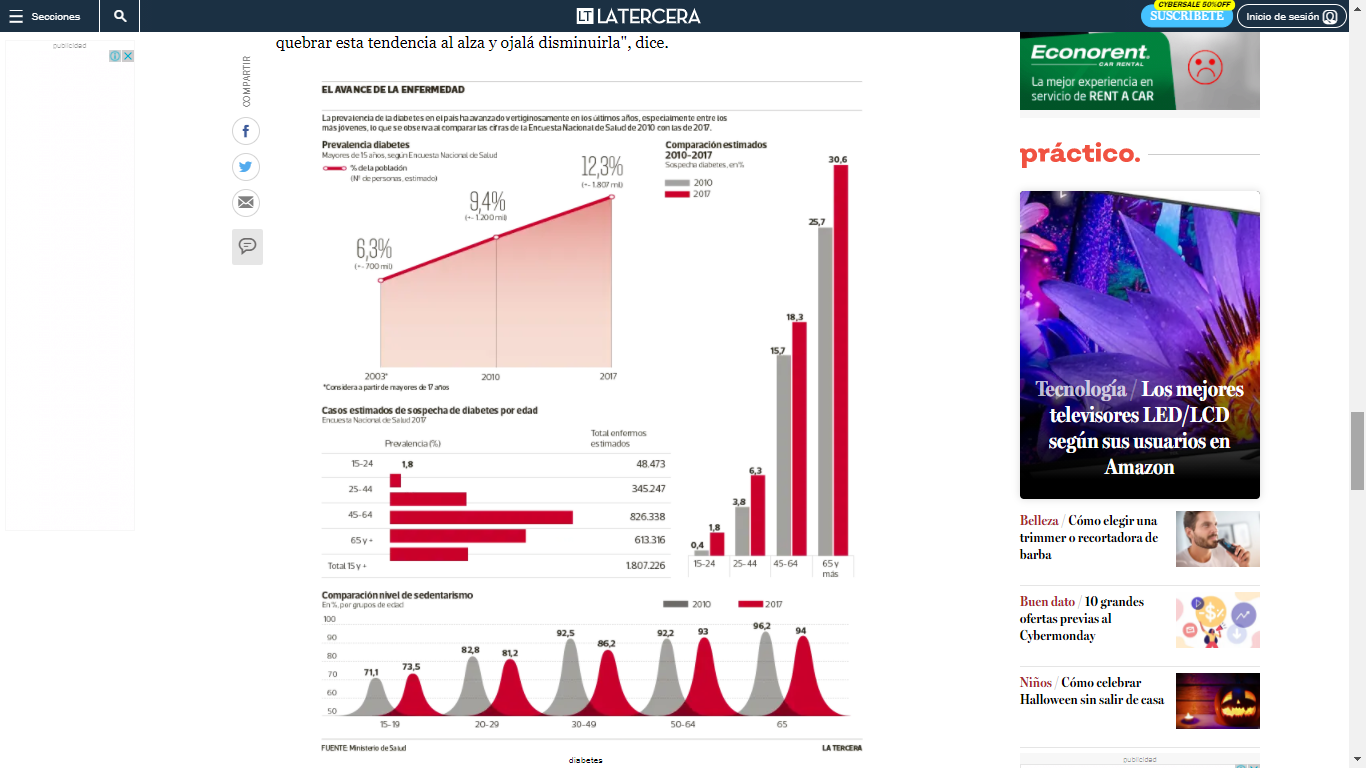 Secciones
LT LATERCERA
CYBERSALE 50%OFF
SUSCRÍBETE
Inicio de sesión
publicidad
COMPARTIR
quebrar esta tendencia al alza y ojalá disminuirla", dice.
EL AVANCE DE LA ENFERMEDAD
La prevalencia de la diabetes en el país ha avanzado vertiginosamente en los últimos años, especialmente entre los
más jóvenes, lo que se observa al comparar las cifras de la Encuesta Nacional de Salud de 2010 con las de 2017.
Prevalencia diabetes
Mayores de 15 años, según Encuesta Nacional de Salud
% de la población
(Nº de personas, estimado)
6,3%
(+- 700 mil)
9,4%
(+- 1.200 mil)
12,3%
(+- 1.807 mil)
2003*
2010
2017
*Considera a partir de mayores de 17 años
Comparación estimados
2010-2017
Sospecha diabetes, en %
2010
2017
0,4
1,8
3,8
6,3
15,7
18,3
25,7
30,6
15-24
25-44
45-64
65 y
más
Casos estimados de sospecha de diabetes por edad
Encuesta Nacional de Salud 2017
Prevalencia (%)
Total enfermos
estimados
15-24 1,8 48.473
25-44 345.247
45-64 826.338
65 y + 613.316
Total 15 y + 1.807.226
Comparación nivel de sedentarismo
En %, por grupos de edad
2010
2017
100
90
80
70
60
50
71,1
73,5
82,8
81,2
92,5
86,2
92,2
93
96,2
94
15-19
20-29
30-49
50-64
65
FUENTE: Ministerio de Salud
LA TERCERA
diabetes
Econorent.
CAR RENTAL
La mejor experiencia en
servicio de RENT A CAR
práctico.
Tecnología / Los mejores
televisores LED/LCD
según sus usuarios en
Amazon
Belleza / Cómo elegir una
trimmer o recortadora de
barba
Buen dato / 10 grandes
ofertas previas al
Cybermonday
Niños / Cómo celebrar
Halloween sin salir de casa
publicidad